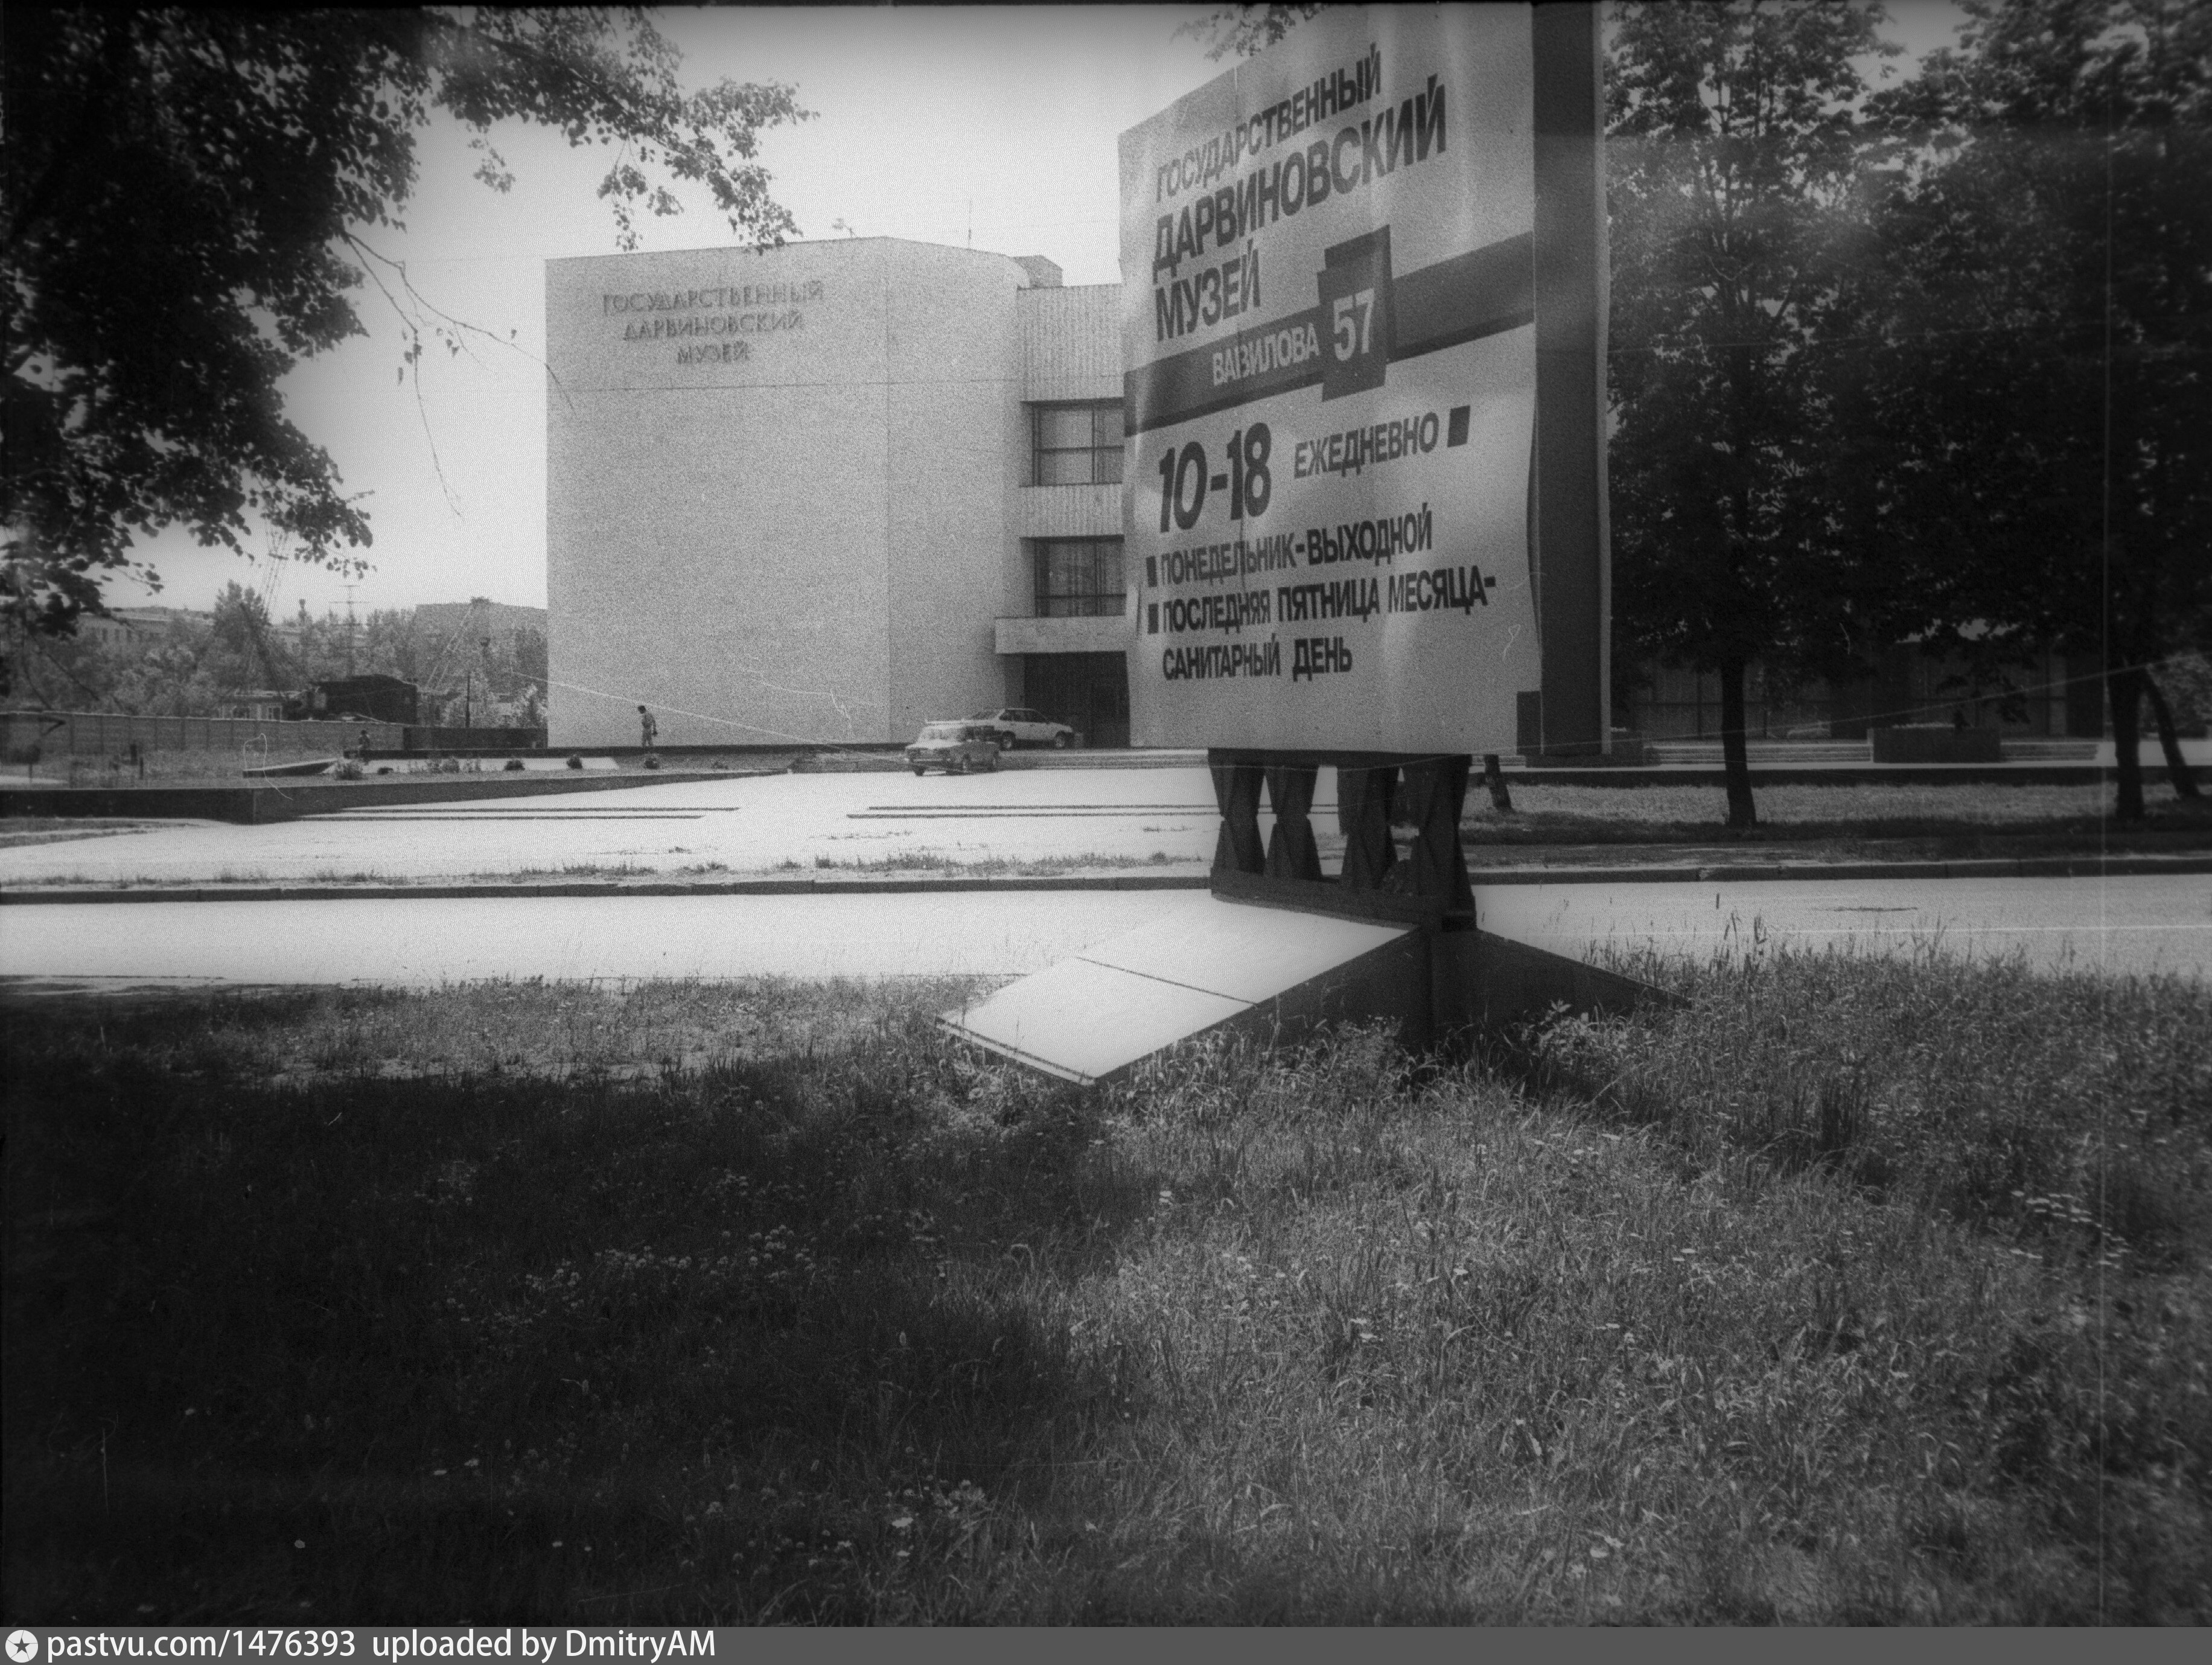 ГОСУДАРСТВЕННЫЙ
ДАРВИНОВСКИЙ
МУЗЕЙ
ГОСУДАРСТВЕННЫЙ
ДАРВИНОВСКИЙ
МУЗЕЙ
ВАВИЛОВА 57
10-18 ЕЖЕДНЕВНО
ПОНЕДЕЛЬНИК-ВЫХОДНОЙ
ПОСЛЕДНЯЯ ПЯТНИЦА МЕСЯЦА-
САНИТАРНЫЙ ДЕНЬ
pastvu.com/1476393 uploaded by DmitryAM